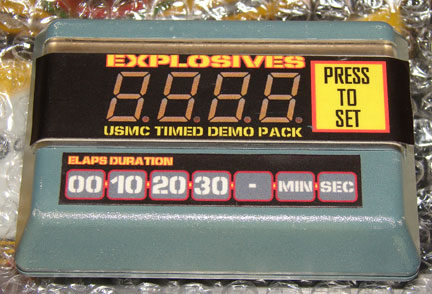 EXPLOSIVES
8.8.8.8.
PRESS
TO
SET
USMC TIMED DEMO PACK
ELAPS DURATION
00 10 20 30 - MIN SEC